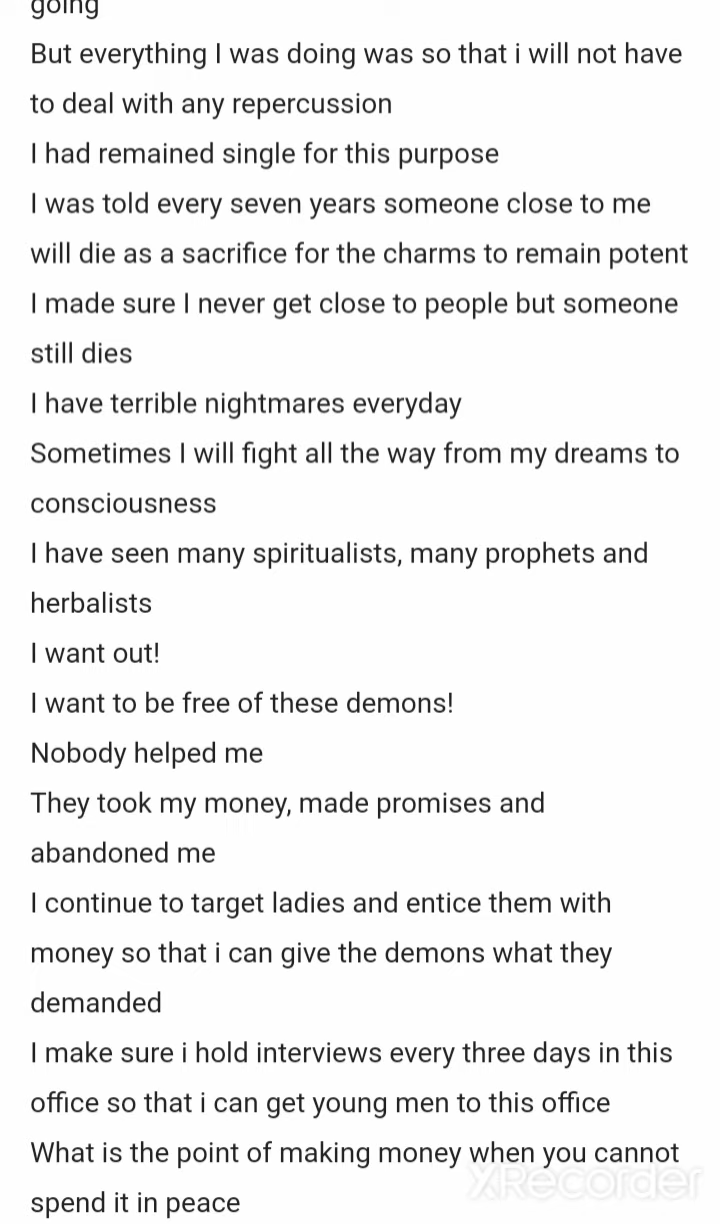 going
But everything I was doing was so that i will not have
to deal with any repercussion
I had remained single for this purpose
I was told every seven years someone close to me
will die as a sacrifice for the charms to remain potent
I made sure I never get close to people but someone
still dies
I have terrible nightmares everyday
Sometimes I will fight all the way from my dreams to
consciousness
I have seen many spiritualists, many prophets and
herbalists
I want out!
I want to be free of these demons!
Nobody helped me
They took my money, made promises and
abandoned me
I continue to target ladies and entice them with
money so that i can give the demons what they
demanded
I make sure i hold interviews every three days in this
office so that i can get young men to this office
What is the point of making money when you cannot
spend it in peace
XRecorder